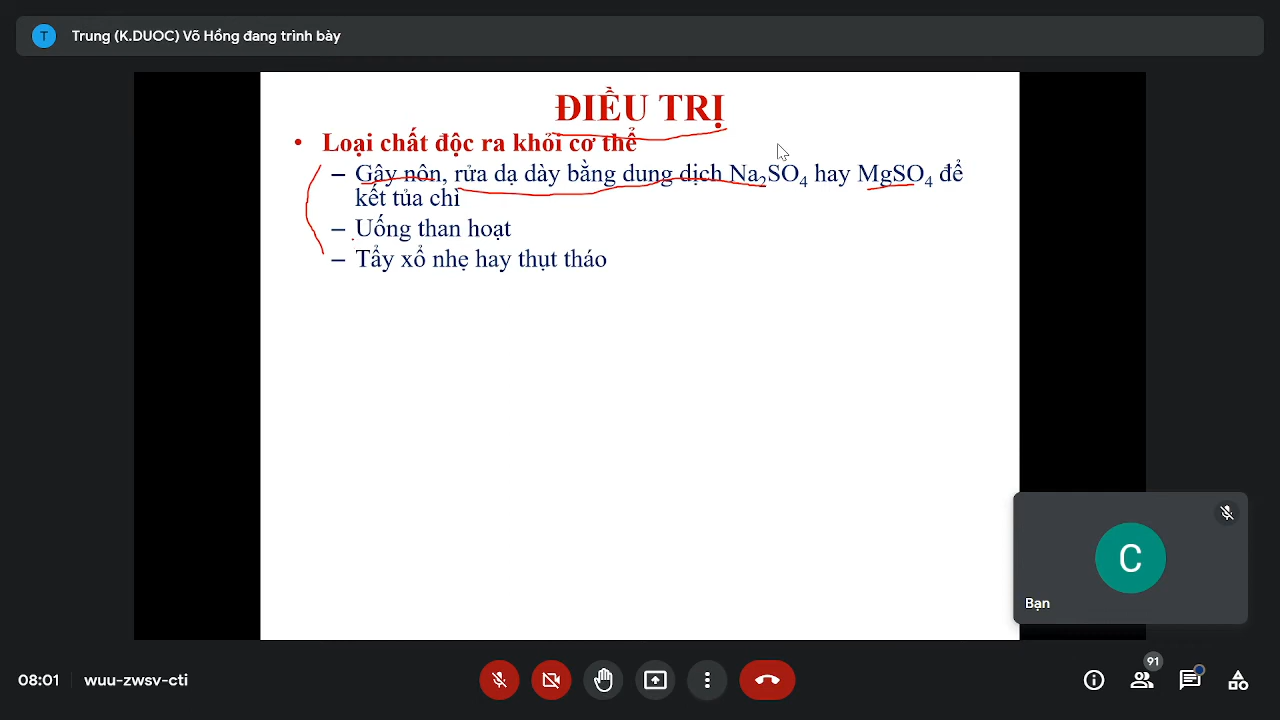 T Trung (K.DUOC) Võ Hồng đang trình bày
ĐIỀU TRỊ
• Loại chất độc ra khỏi cơ thể
– Gây nôn, rửa dạ dày bằng dung dịch Na₂SO₄ hay MgSO₄ để
kết tủa chì
– Uống than hoạt
– Tẩy xổ nhẹ hay thụt tháo
C
Bạn
08:01 wuu-zwsv-cti
91